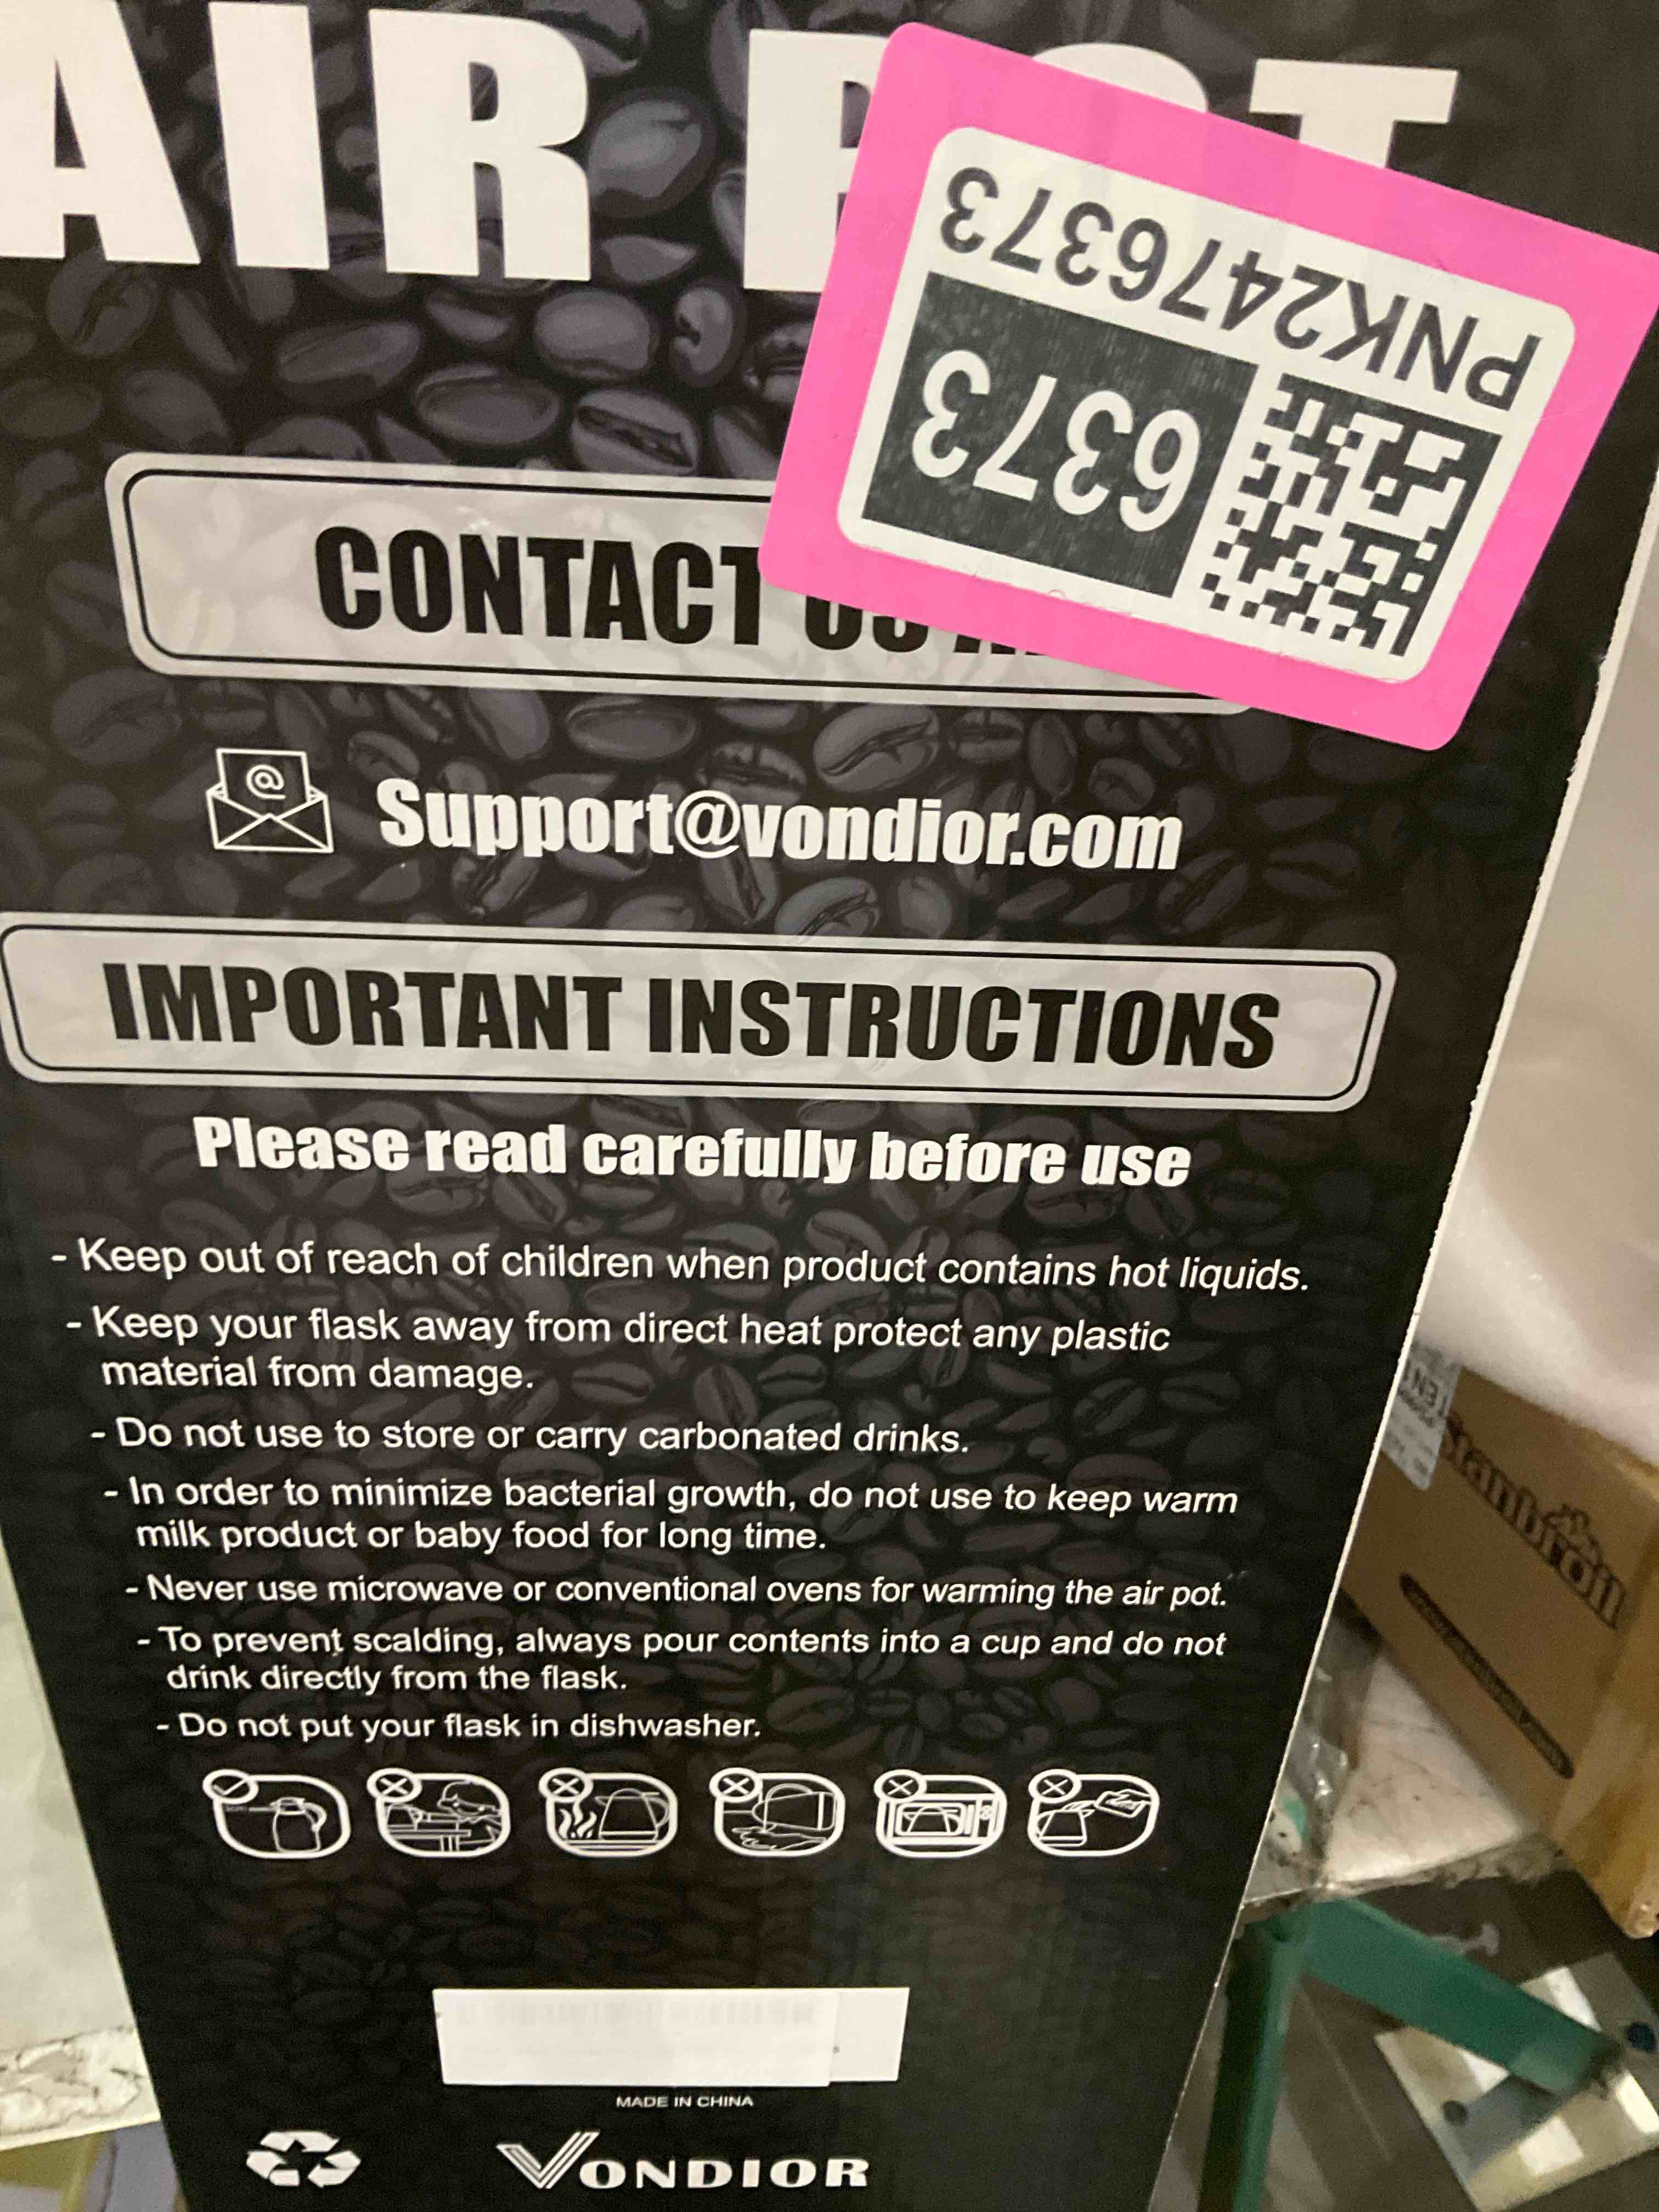 AIR
PNK2476373
6373
CONTACT
@
Support@vondior.com
IMPORTANT INSTRUCTIONS
Please read carefully before use
- Keep out of reach of children when product contains hot liquids.
- Keep your flask away from direct heat protect any plastic
material from damage.
- Do not use to store or carry carbonated drinks.
- In order to minimize bacterial growth, do not use to keep warm
milk product or baby food for long time.
- Never use microwave or conventional ovens for warming the air pot.
- To prevent scalding, always pour contents into a cup and do not
drink directly from the flask.
- Do not put your flask in dishwasher.
MADE IN CHINA
VONDIOR
Stanbroil